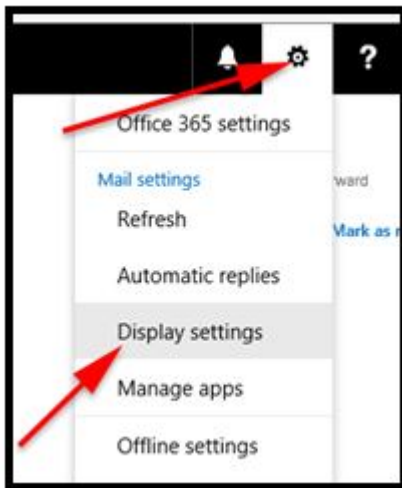 ?
Office 365 settings
Mail settings
ward
Refresh
Mark as r
Automatic replies
Display settings
Manage apps
Offline settings